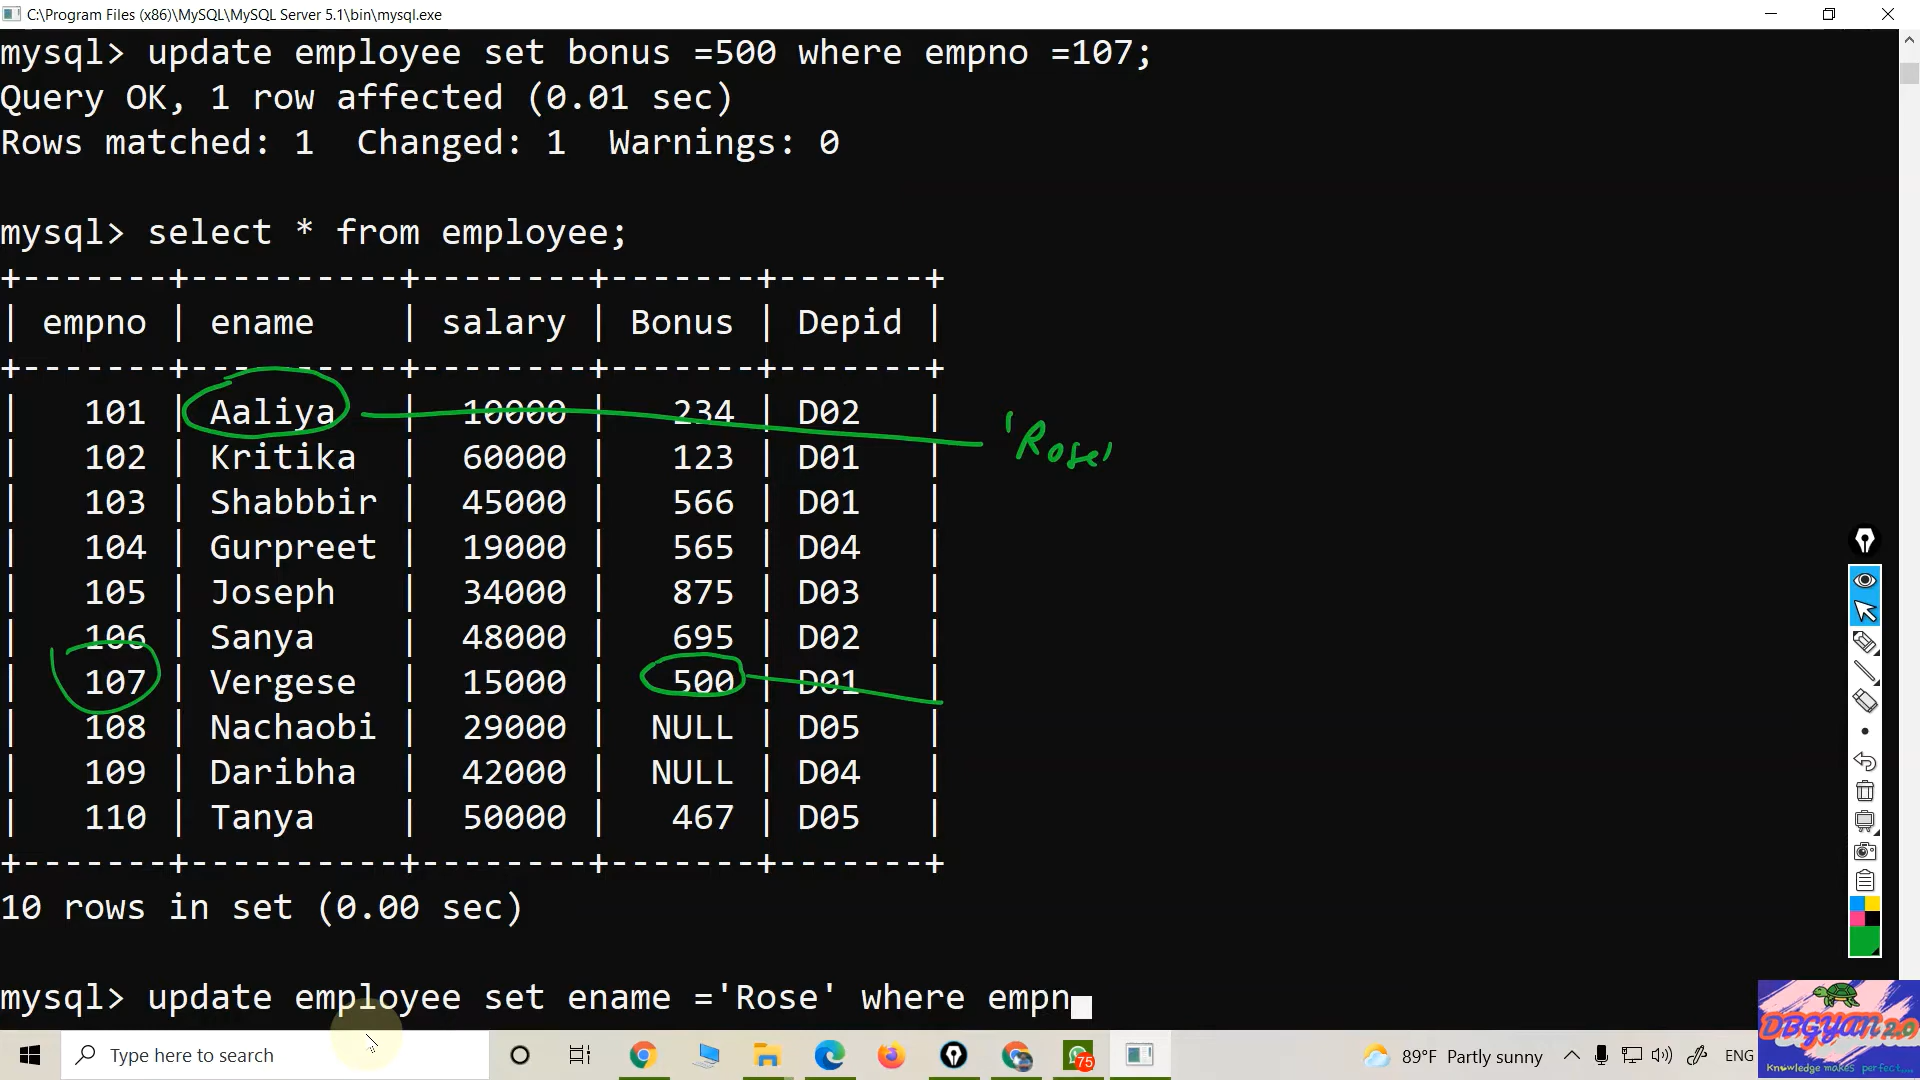 C:\Program Files (x86)\MySQL\MySQL Server 5.1\bin\mysql.exe
mysql> update employee set bonus =500 where empno =107;
Query OK, 1 row affected (0.01 sec)
Rows matched: 1  Changed: 1  Warnings: 0
mysql> select * from employee;
+-------+----------+--------+-------+-------+
| empno | ename    | salary | Bonus | Depid |
+-------+----------+--------+-------+-------+
|   101 | Aaliya   |  10000 |   234 | D02   |
'Rose'
|   102 | Kritika  |  60000 |   123 | D01   |
|   103 | Shabbbir |  45000 |   566 | D01   |
|   104 | Gurpreet |  19000 |   565 | D04   |
|   105 | Joseph   |  34000 |   875 | D03   |
|   106 | Sanya    |  48000 |   695 | D02   |
|   107 | Vergese  |  15000 |   500 | D01   |
|   108 | Nachaobi |  29000 |  NULL | D05   |
|   109 | Daribha  |  42000 |  NULL | D04   |
|   110 | Tanya    |  50000 |   467 | D05   |
+-------+----------+--------+-------+-------+
10 rows in set (0.00 sec)
mysql> update employee set ename ='Rose' where empn
DBGYAN 2.0
Knowledge makes perfect....
Type here to search
75
89°F Partly sunny
ENG